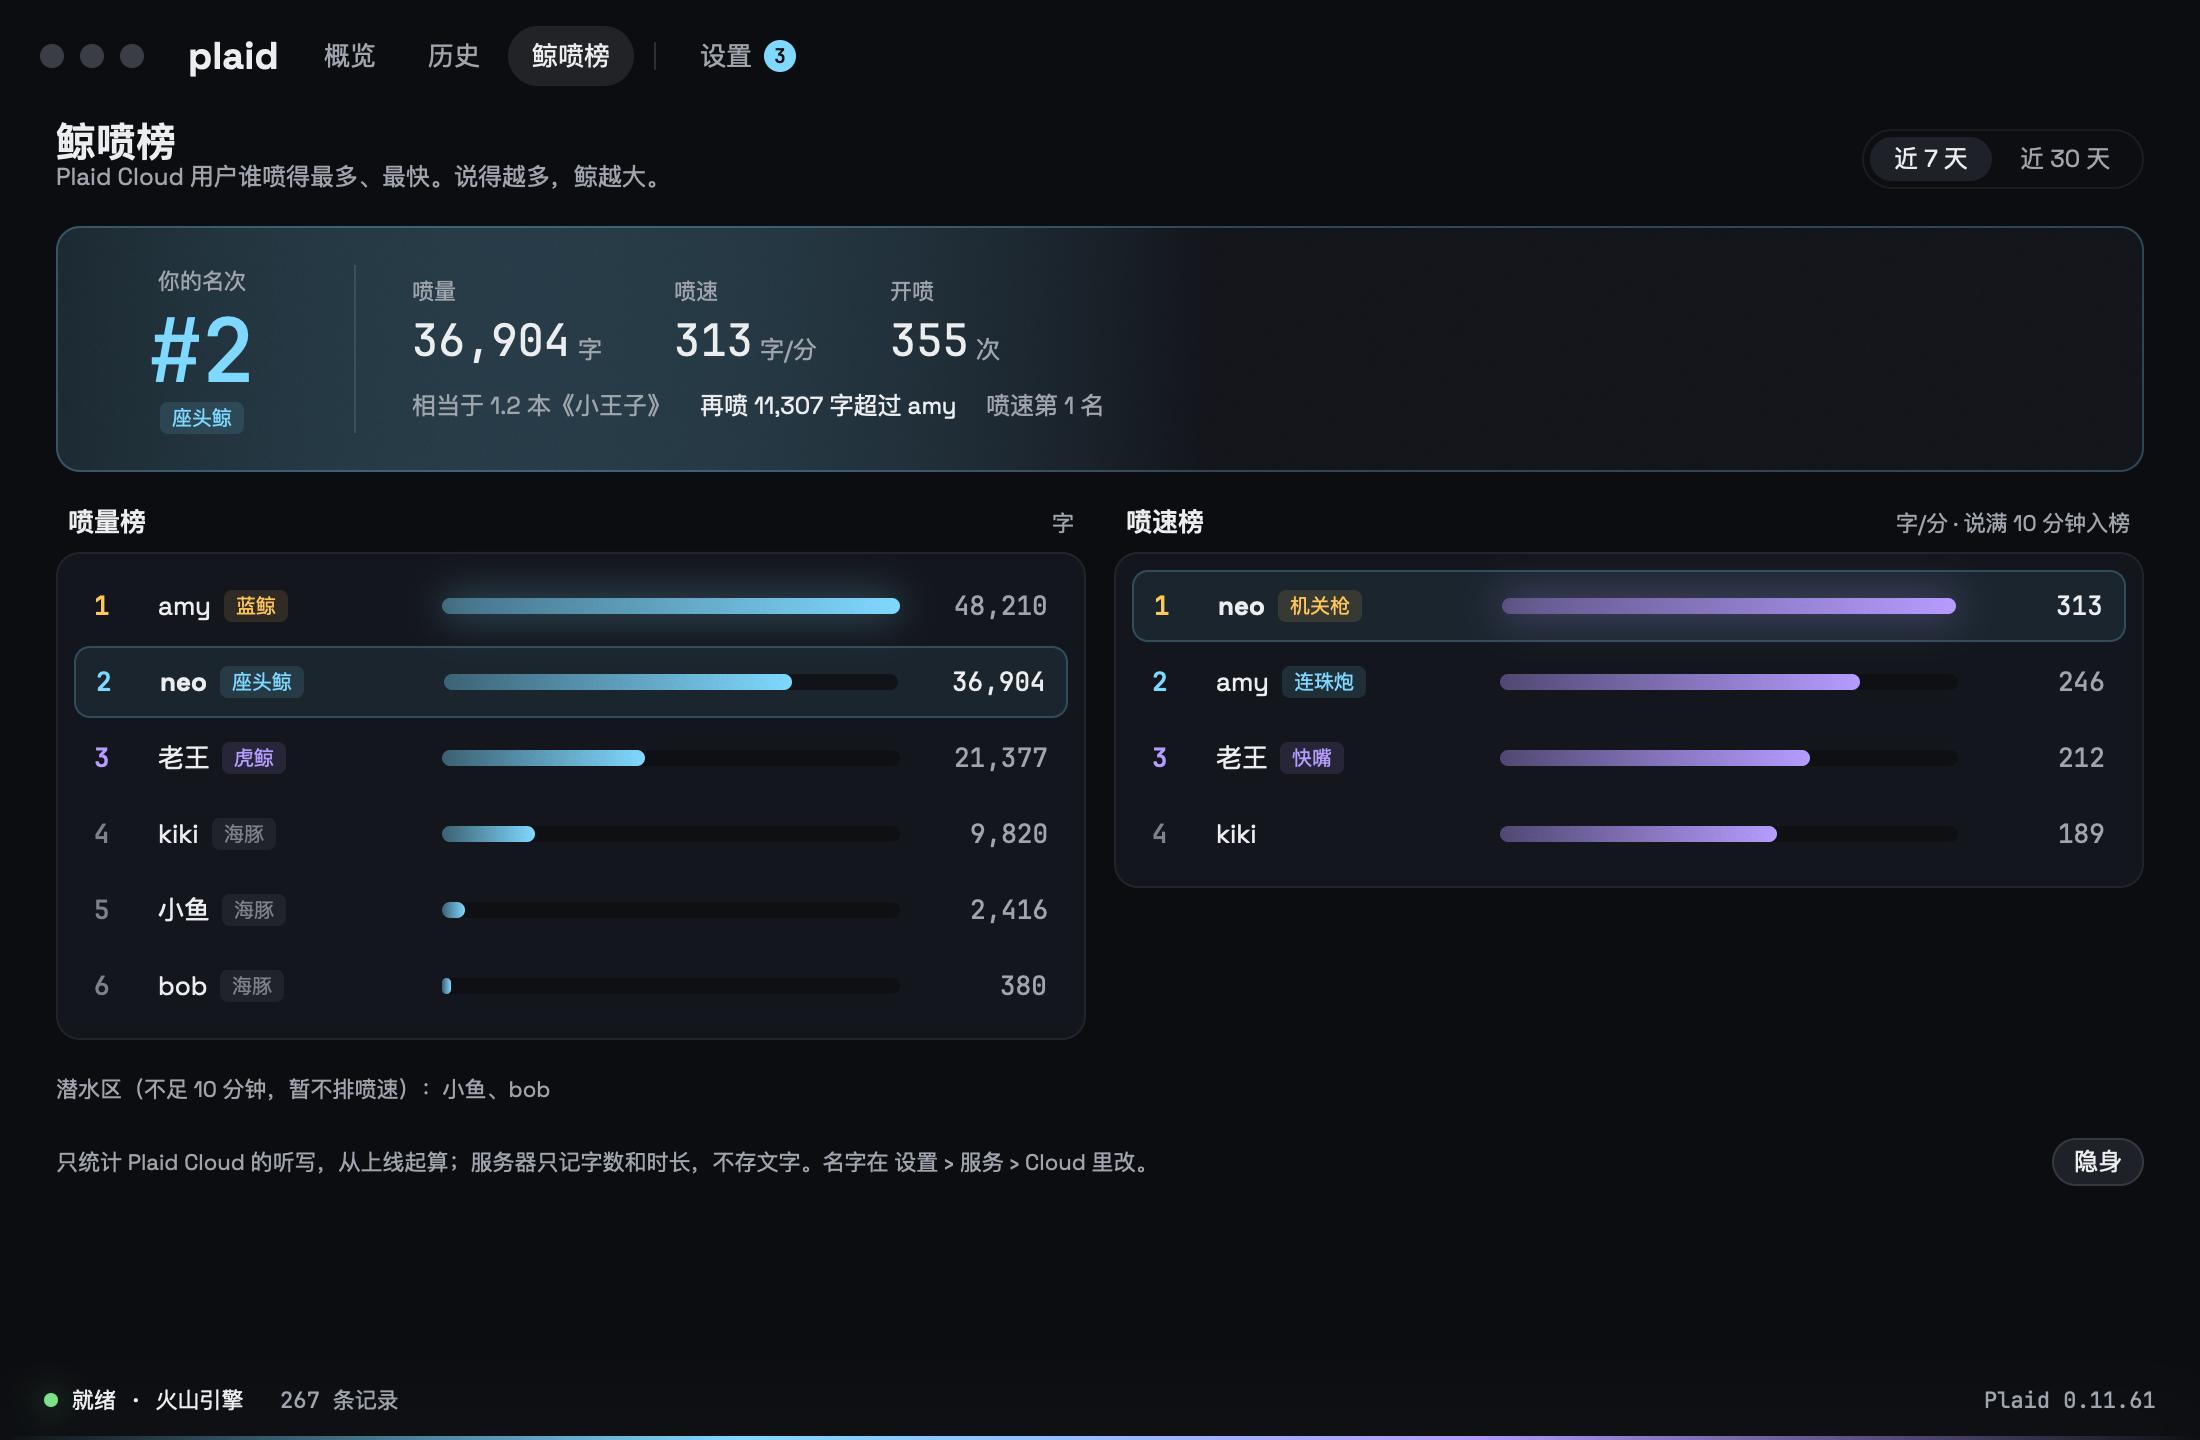 plaid 概览 历史 鲸喷榜 设置 3
鲸喷榜
Plaid Cloud 用户谁喷得最多、最快。说得越多，鲸越大。
近 7 天 近 30 天
你的名次
#2
座头鲸
喷量 喷速 开喷
36,904 字 313 字/分 355 次
相当于 1.2 本《小王子》 再喷 11,307 字超过 amy 喷速第 1 名
喷量榜 字
1 amy 蓝鲸 48,210
2 neo 座头鲸 36,904
3 老王 虎鲸 21,377
4 kiki 海豚 9,820
5 小鱼 海豚 2,416
6 bob 海豚 380
喷速榜 字/分 · 说满 10 分钟入榜
1 neo 机关枪 313
2 amy 连珠炮 246
3 老王 快嘴 212
4 kiki 189
潜水区（不足 10 分钟，暂不排喷速）：小鱼、bob
只统计 Plaid Cloud 的听写，从上线起算；服务器只记字数和时长，不存文字。名字在 设置 > 服务 > Cloud 里改。
隐身
就绪 · 火山引擎 267 条记录
Plaid 0.11.61